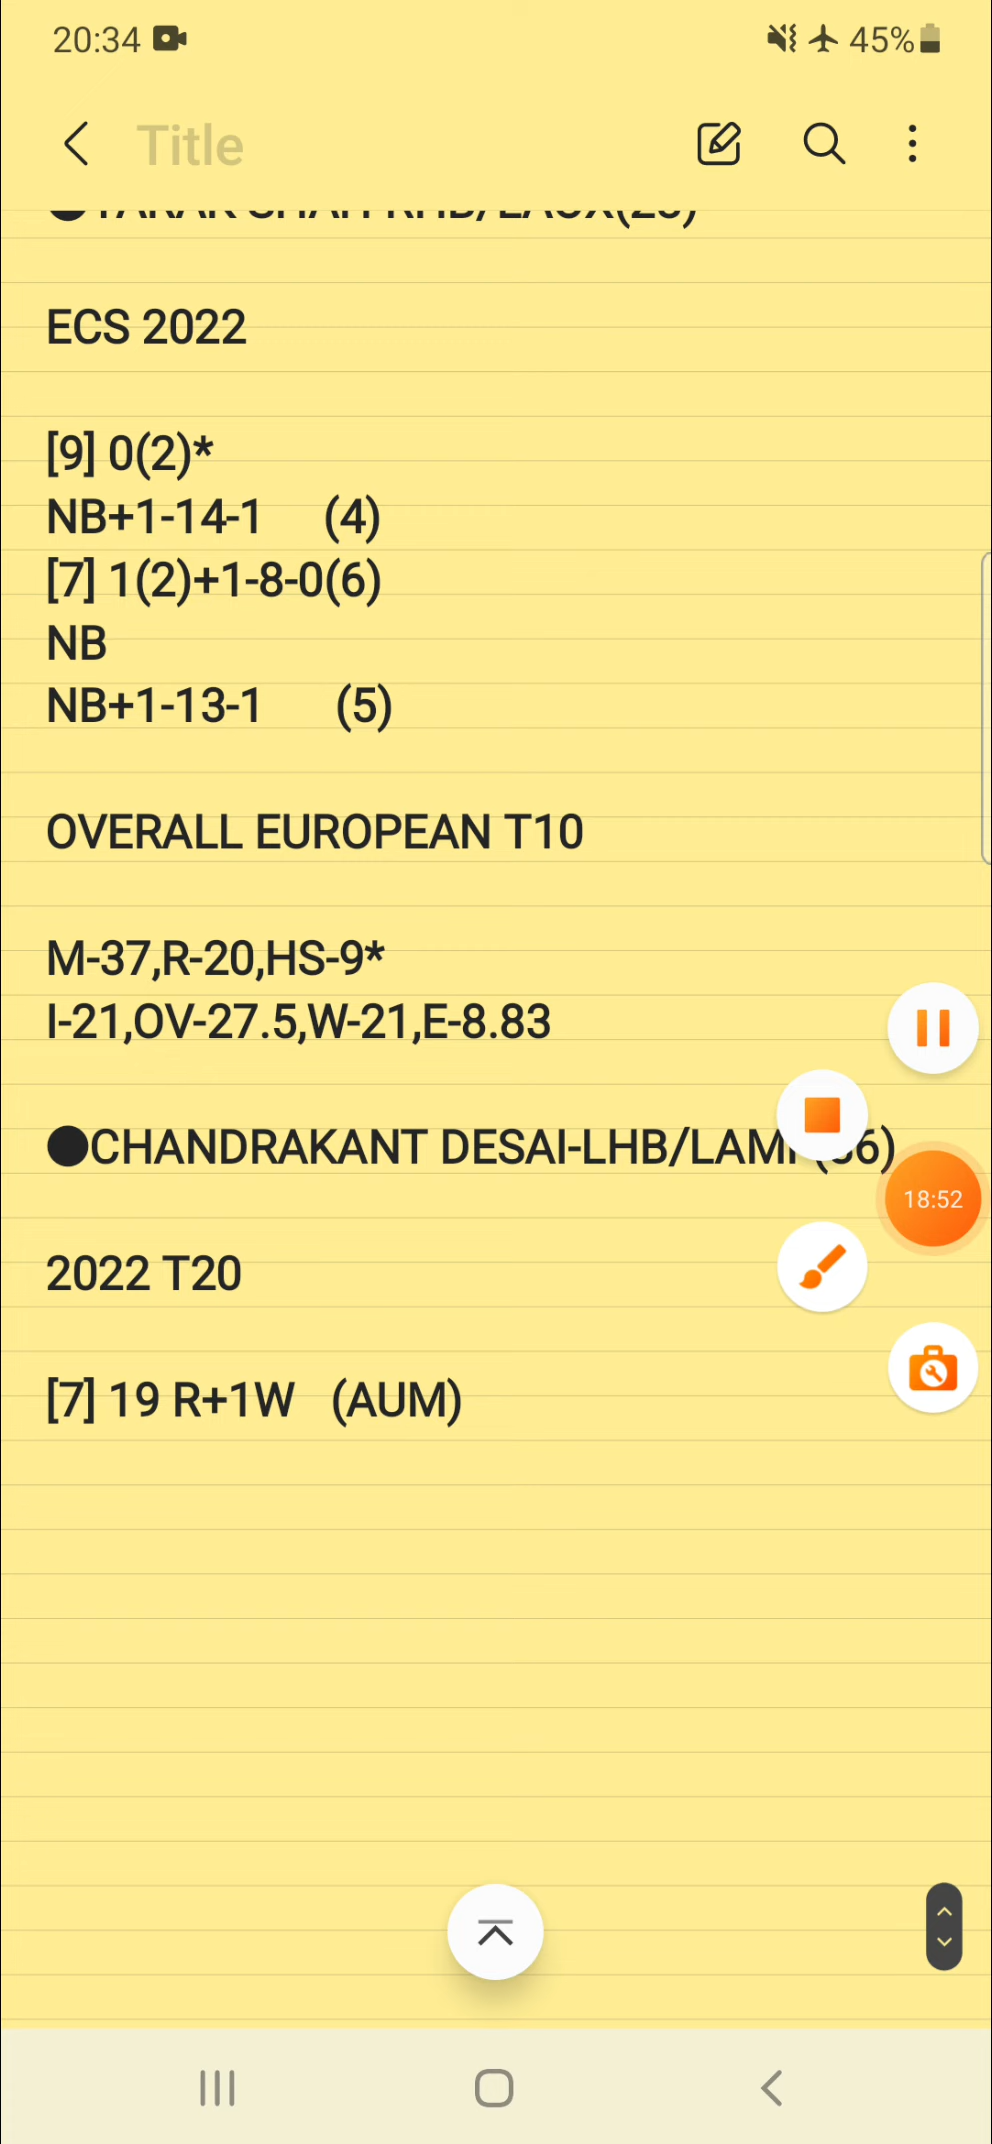 20:34 45%
Title
ECS 2022
[9] 0(2)*
NB+1-14-1 (4)
[7] 1(2)+1-8-0(6)
NB
NB+1-13-1 (5)
OVERALL EUROPEAN T10
M-37,R-20,HS-9*
I-21,OV-27.5,W-21,E-8.83
●CHANDRAKANT DESAI-LHB/
18:52
2022 T20
[7] 19 R+1W (AUM)